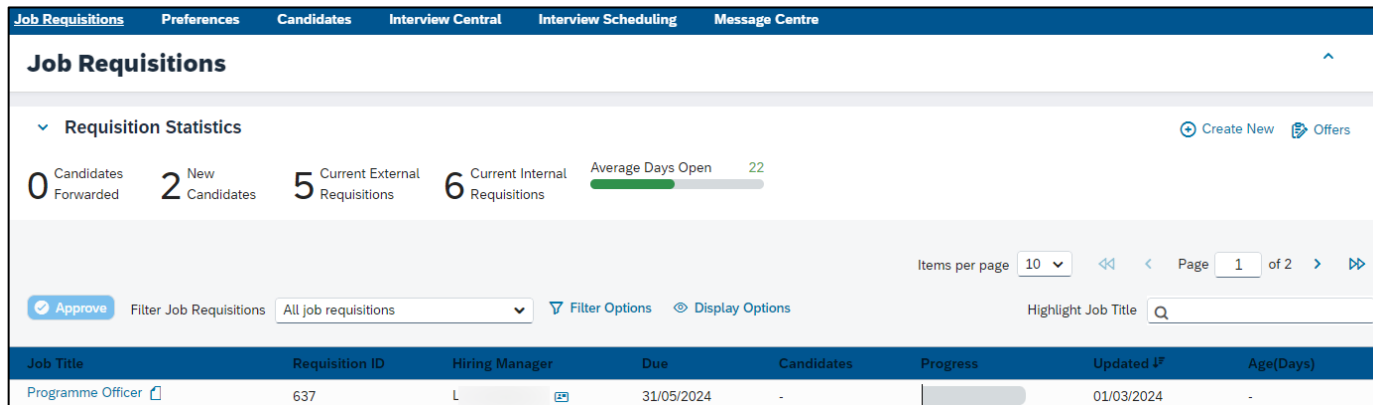 Job Requisitions Preferences Candidates Interview Central Interview Scheduling Message Centre
Job Requisitions
Requisition Statistics Create New Offers
0 Candidates Forwarded 2 New Candidates 5 Current External Requisitions 6 Current Internal Requisitions Average Days Open 22
Items per page 10 Page 1 of 2
Approve Filter Job Requisitions All job requisitions Filter Options Display Options Highlight Job Title
Job Title Requisition ID Hiring Manager Due Candidates Progress Updated Age(Days)
Programme Officer 637 L 31/05/2024 - 01/03/2024 -